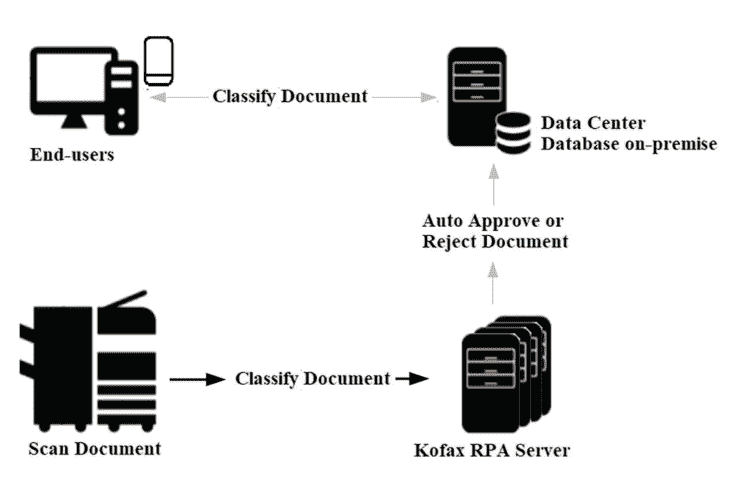 Classify Document
End-users
Data Center
Database on-premise
Auto Approve or
Reject Document
Classify Document
Scan Document
Kofax RPA Server